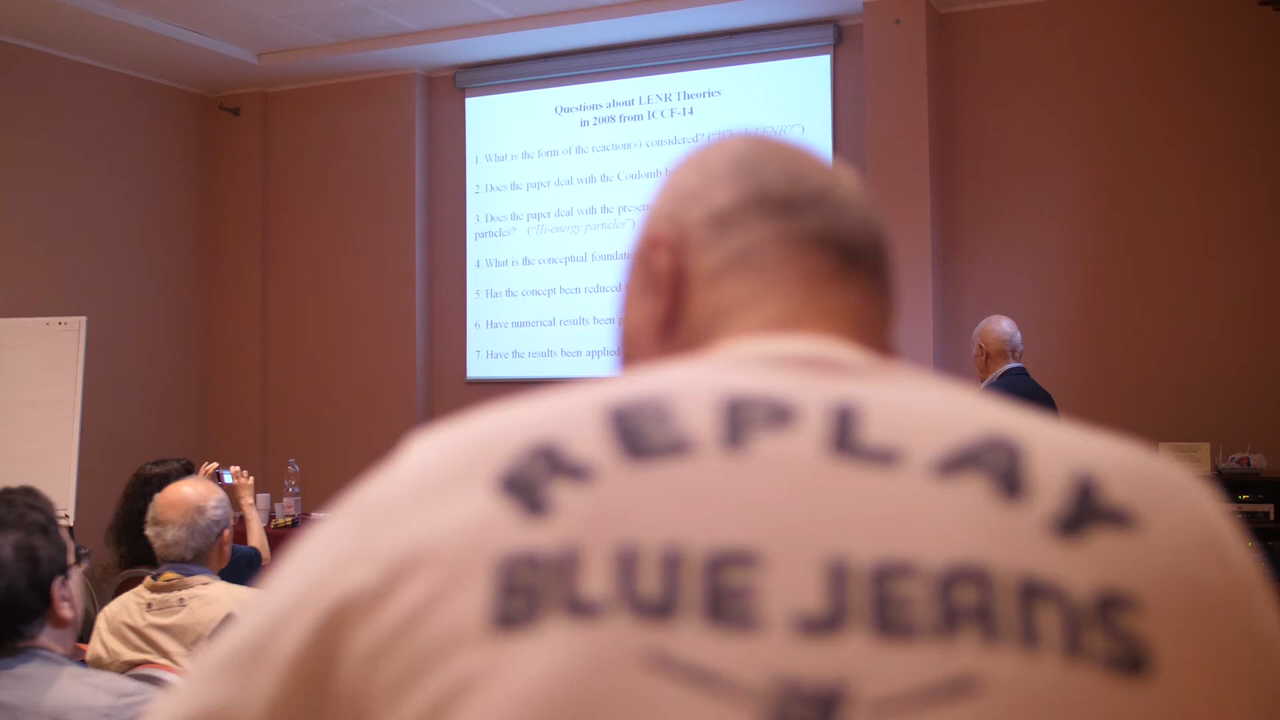 Questions about LENR Theories
in 2008 from ICCF-14
1. What is the form of the reaction(s) considered?
2. Does the paper deal with the Coulomb
3. Does the paper deal with the
particles? ("Hi-energy particles")
4. What is the conceptual
5. Has the concept been reduced
6. Have numerical results been
7. Have the results been applied
REPLAY
BLUE JEANS